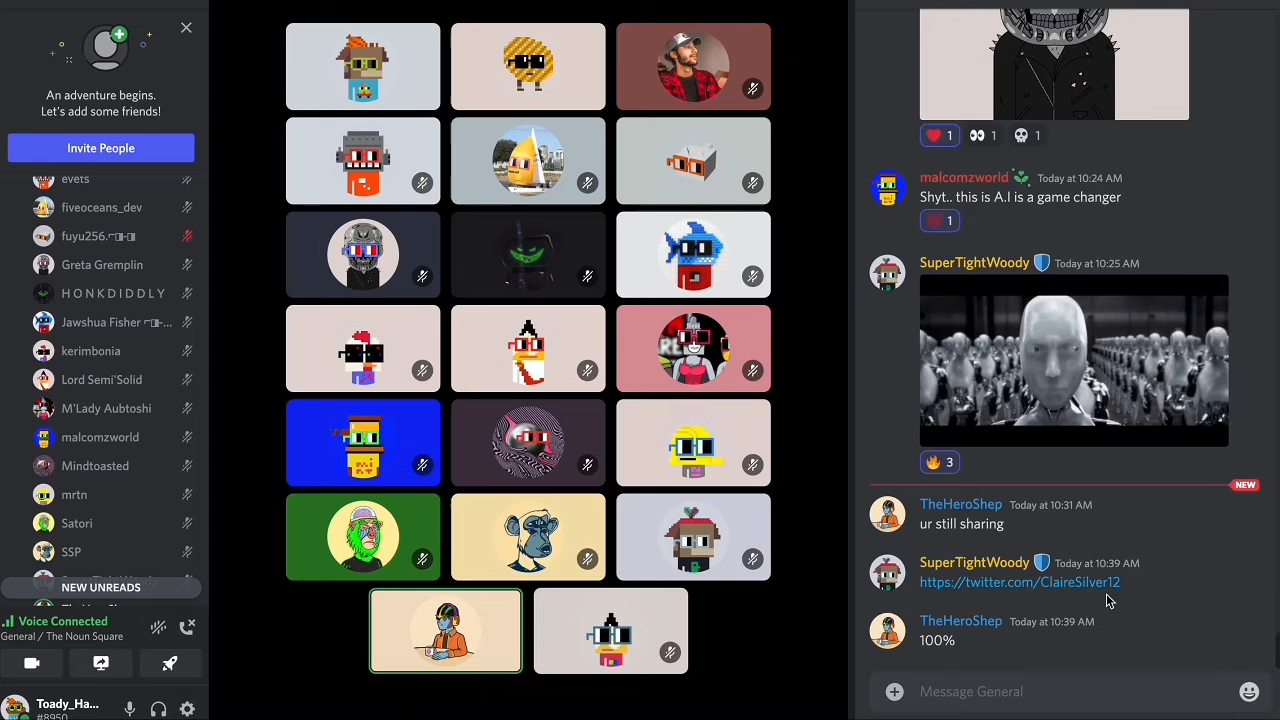 An adventure begins.
Let's add some friends!
Invite People
evets
fiveoceans_dev
fuyu256.
Greta Gremplin
H O N K D I D D L Y
Jawshua Fisher
kerimbonia
Lord Semi'Solid
M'Lady Aubtoshi
malcomzworld
Mindtoasted
mrtn
Satori
SSP
NEW UNREADS
Voice Connected
General / The Noun Square
Toady_Ha...
#8950
1 1 1
malcomzworld Today at 10:24 AM
Shyt.. this is A.I is a game changer
1
SuperTightWoody Today at 10:25 AM
3
NEW
TheHeroShep Today at 10:31 AM
ur still sharing
SuperTightWoody Today at 10:39 AM
https://twitter.com/ClaireSilver12
TheHeroShep Today at 10:39 AM
100%
Message General